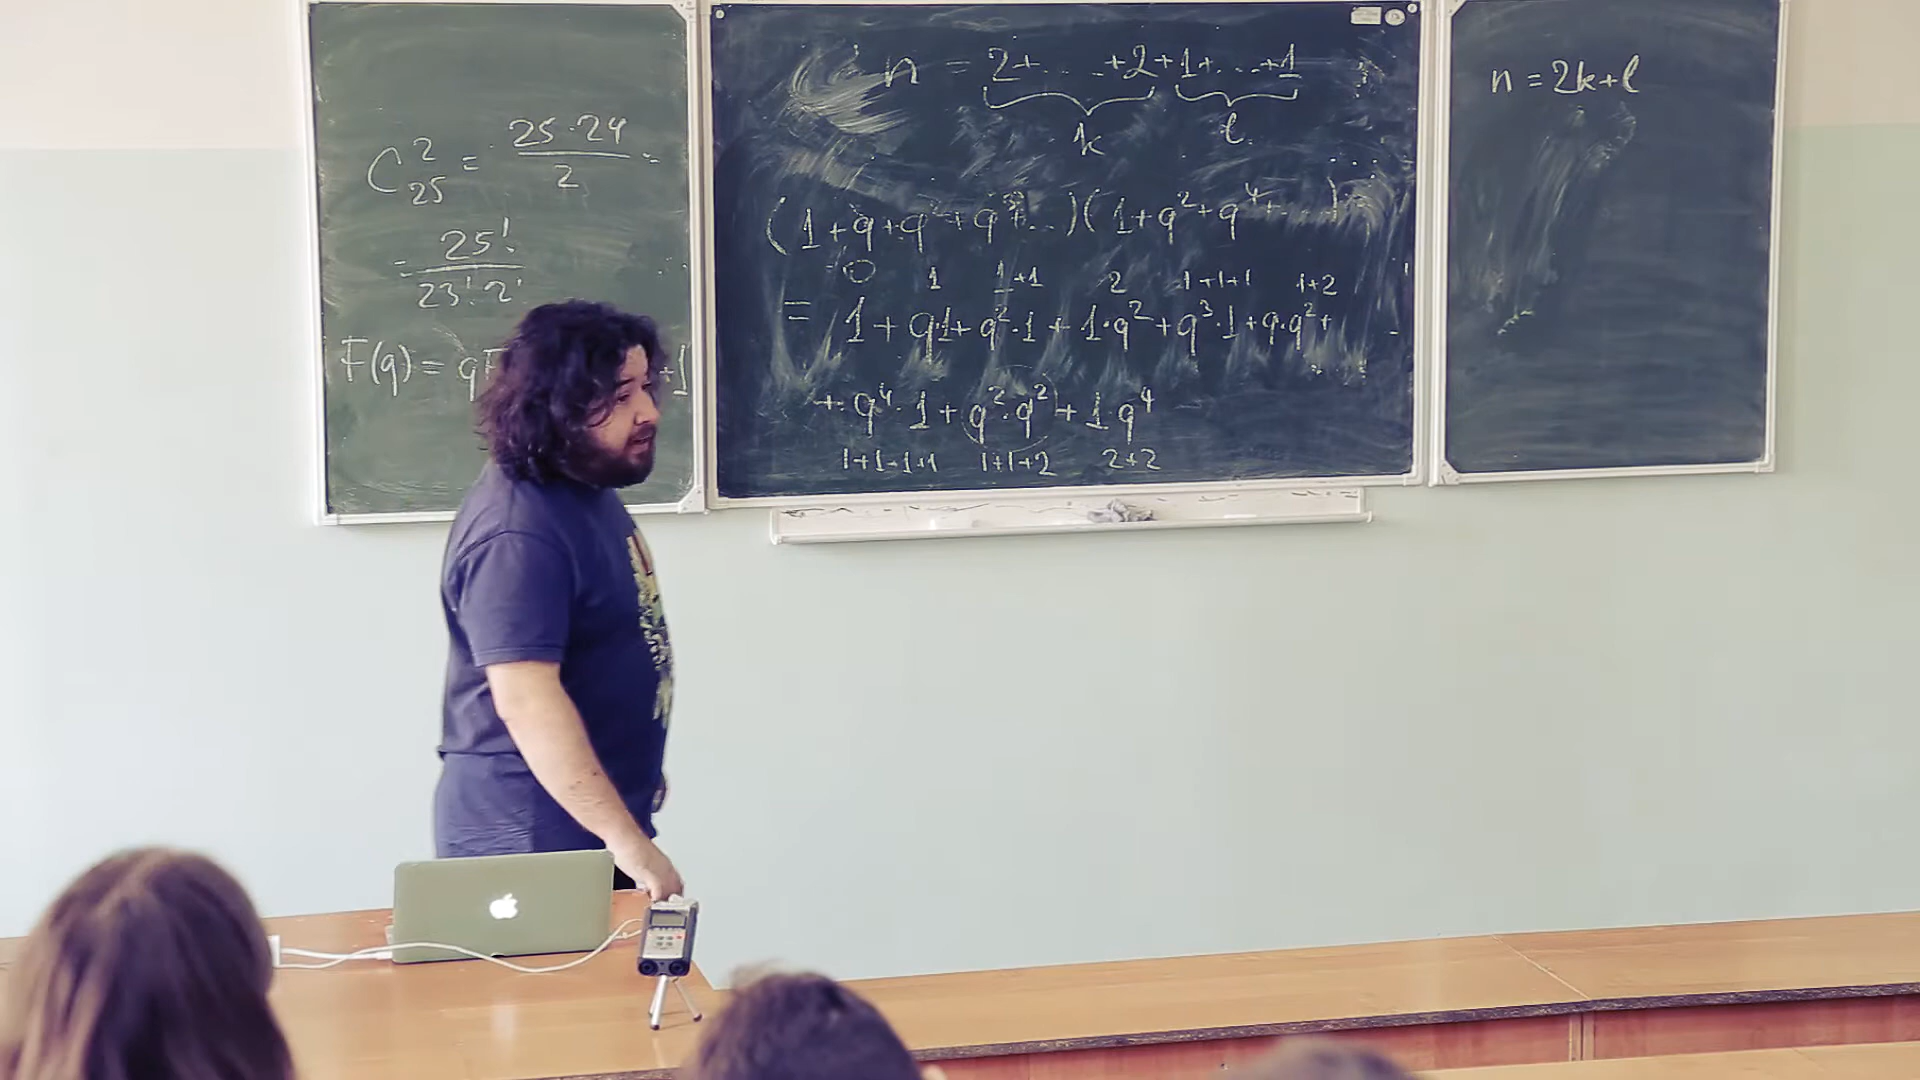 C²₂₅ = 25·24 / 2 =
= 25! / 23! 2!
F(q) = qF +1
n = 2+...+2+1+...+1
k l
(1+q+q²+q³+...)(1+q²+q⁴+...)
0 1 1+1 2 1+1+1 1+2
= 1 + q·1 + q²·1 + 1·q² + q³·1 + q·q² +
+ q⁴·1 + q²·q² + 1·q⁴
1+1+1+1 1+1+2 2+2
n = 2k+l